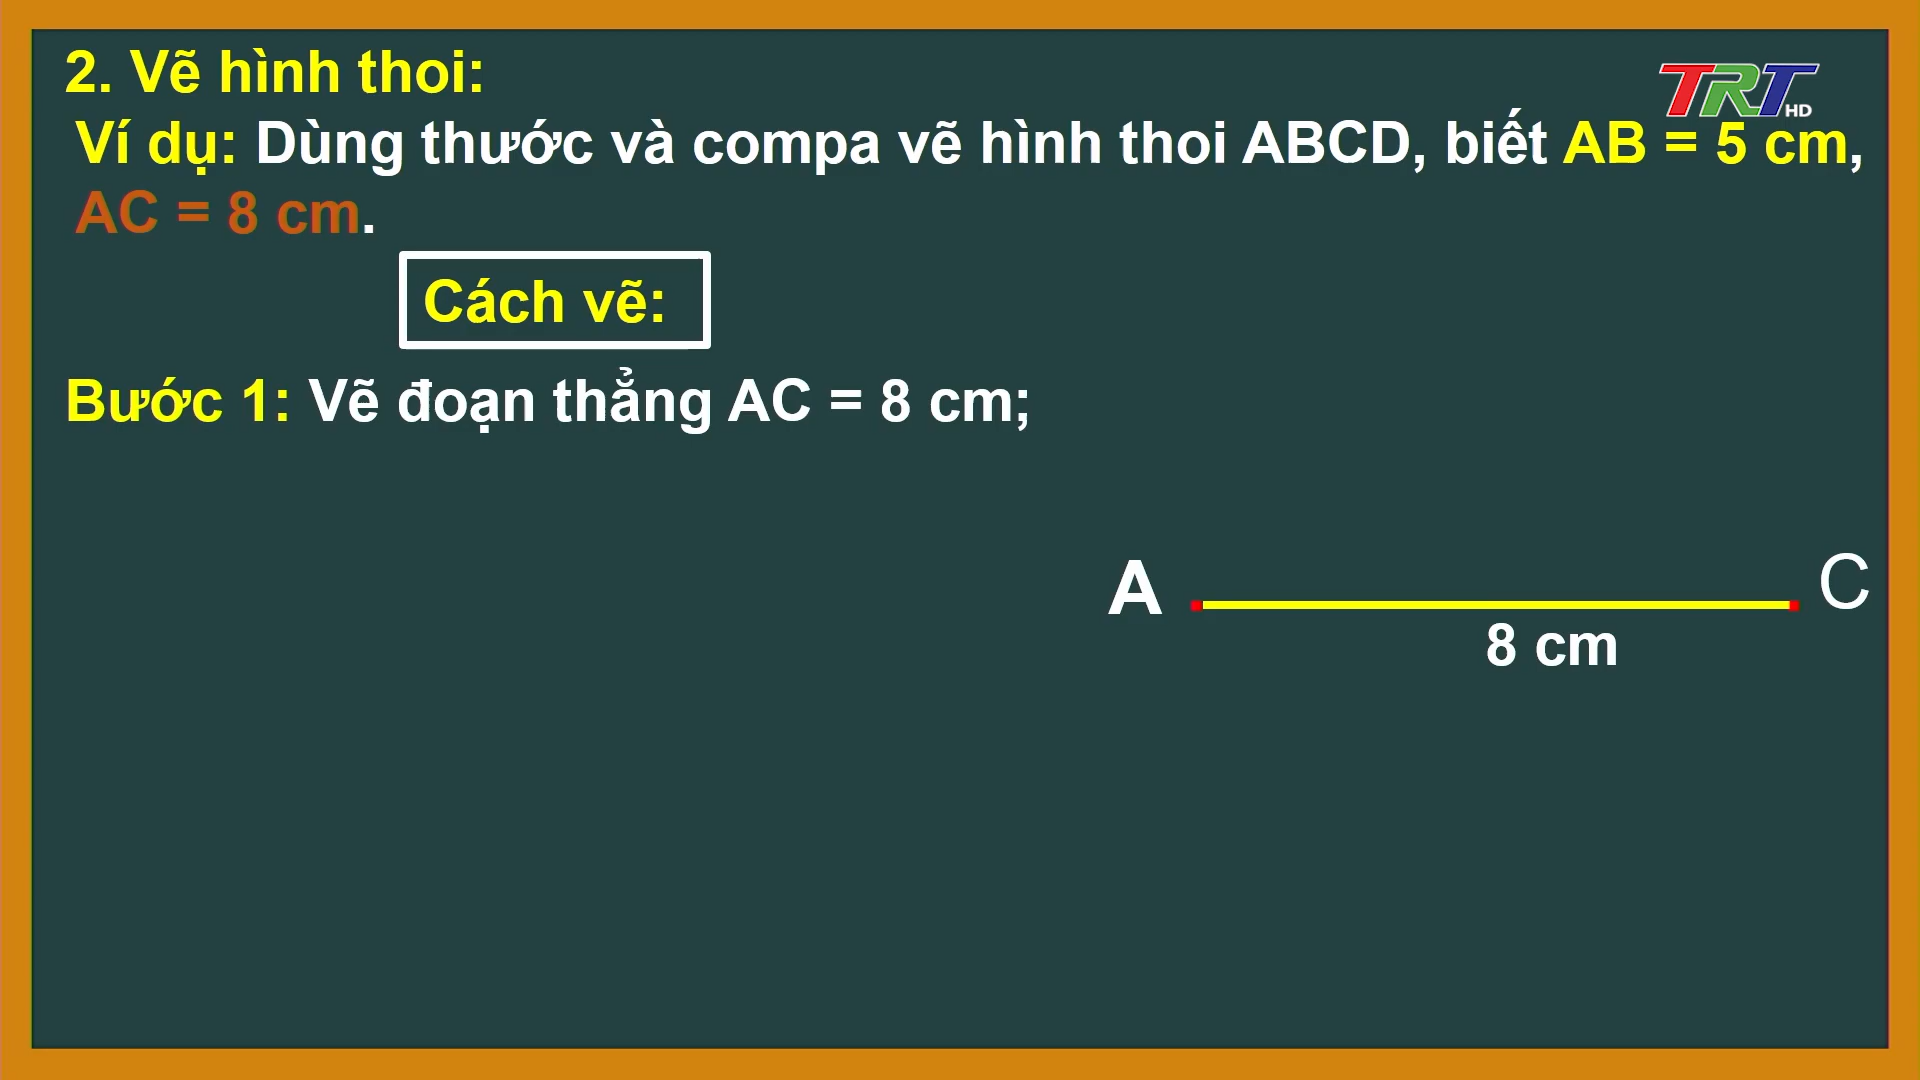 2. Vẽ hình thoi:
TRT HD
Ví dụ: Dùng thước và compa vẽ hình thoi ABCD, biết AB = 5 cm,
AC = 8 cm.
Cách vẽ:
Bước 1: Vẽ đoạn thẳng AC = 8 cm;
A C
8 cm